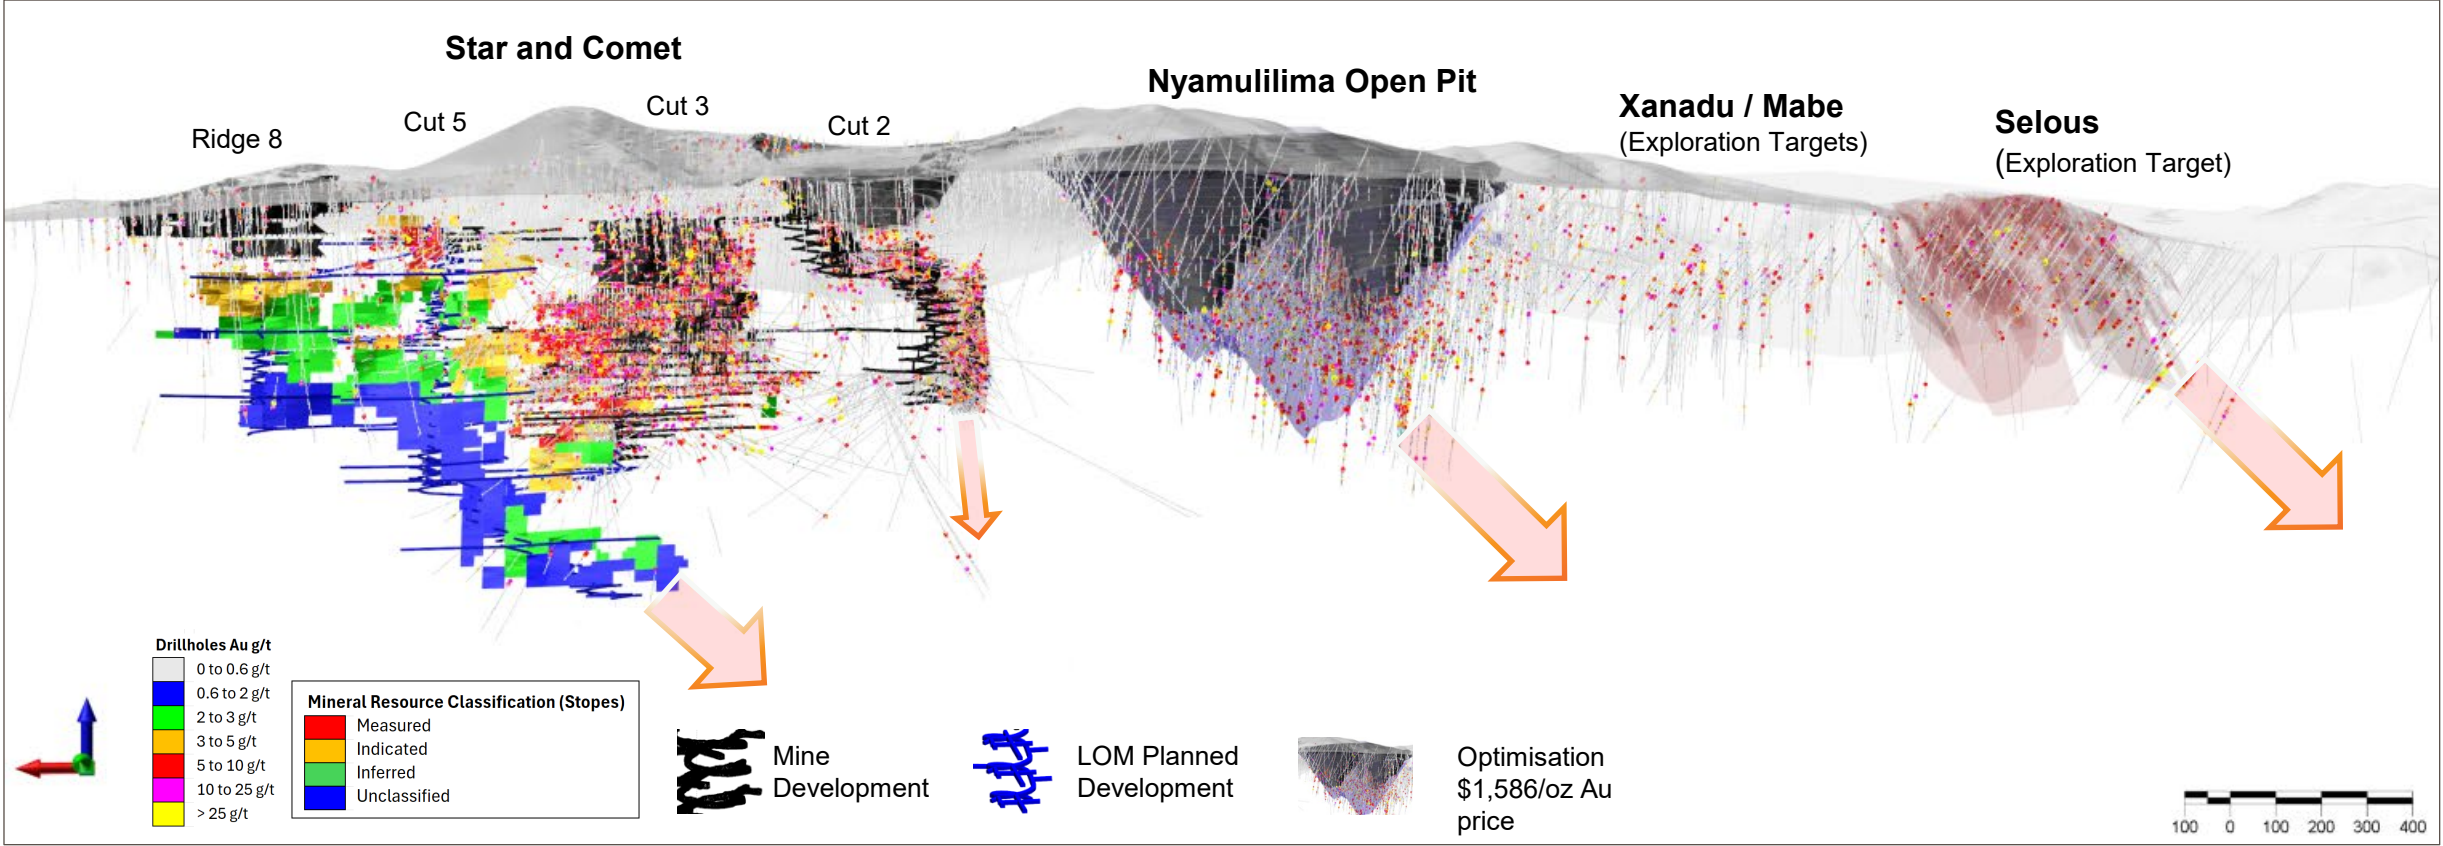 Star and Comet
Nyamulilima Open Pit
Xanadu / Mabe
(Exploration Targets)
Selous
(Exploration Target)
Ridge 8
Cut 5
Cut 3
Cut 2
Drillholes Au g/t
0 to 0.6 g/t
0.6 to 2 g/t
2 to 3 g/t
3 to 5 g/t
5 to 10 g/t
10 to 25 g/t
> 25 g/t
Mineral Resource Classification (Stopes)
Measured
Indicated
Inferred
Unclassified
Mine
Development
LOM Planned
Development
Optimisation
$1,586/oz Au
price
100 0 100 200 300 400